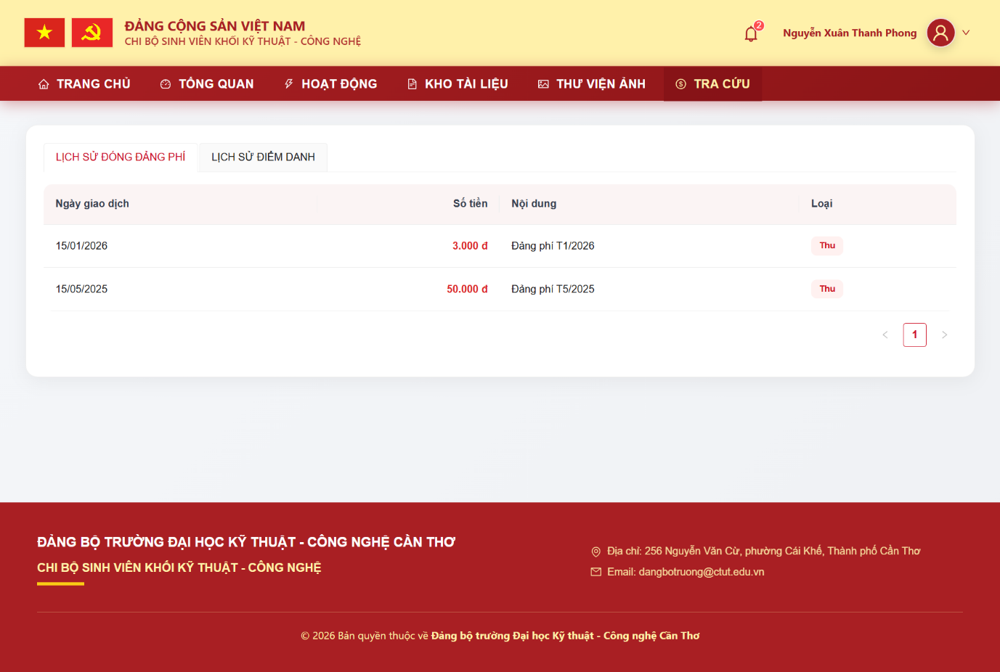 ĐẢNG CỘNG SẢN VIỆT NAM
CHI BỘ SINH VIÊN KHỐI KỸ THUẬT - CÔNG NGHỆ
2
Nguyễn Xuân Thanh Phong
TRANG CHỦ
TỔNG QUAN
HOẠT ĐỘNG
KHO TÀI LIỆU
THƯ VIỆN ẢNH
TRA CỨU
LỊCH SỬ ĐÓNG ĐẢNG PHÍ
LỊCH SỬ ĐIỂM DANH
Ngày giao dịch Số tiền Nội dung Loại
15/01/2026 3.000 đ Đảng phí T1/2026 Thu
15/05/2025 50.000 đ Đảng phí T5/2025 Thu
1
ĐẢNG BỘ TRƯỜNG ĐẠI HỌC KỸ THUẬT - CÔNG NGHỆ CẦN THƠ
CHI BỘ SINH VIÊN KHỐI KỸ THUẬT - CÔNG NGHỆ
Địa chỉ: 256 Nguyễn Văn Cừ, phường Cái Khế, Thành phố Cần Thơ
Email: dangbotruong@ctut.edu.vn
© 2026 Bản quyền thuộc về Đảng bộ trường Đại học Kỹ thuật - Công nghệ Cần Thơ